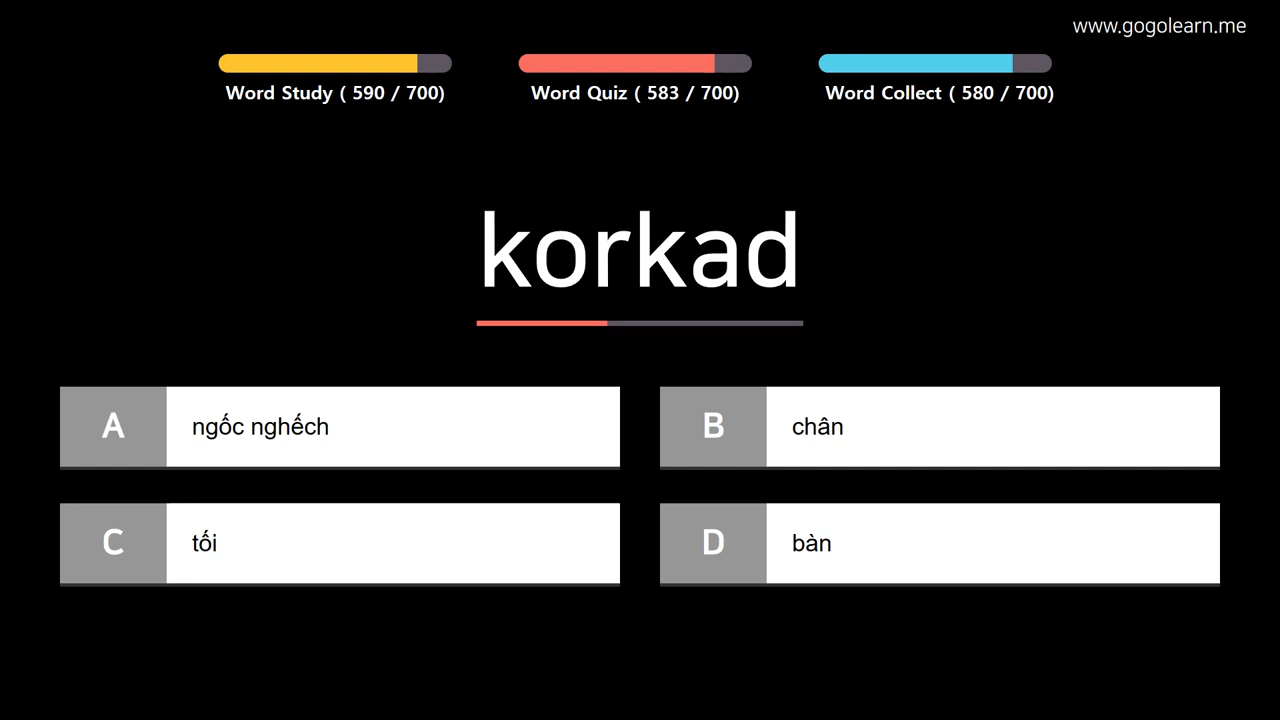 www.gogolearn.me
Word Study ( 590 / 700)
Word Quiz ( 583 / 700)
Word Collect ( 580 / 700)
korkad
A ngốc nghếch
B chân
C tối
D bàn